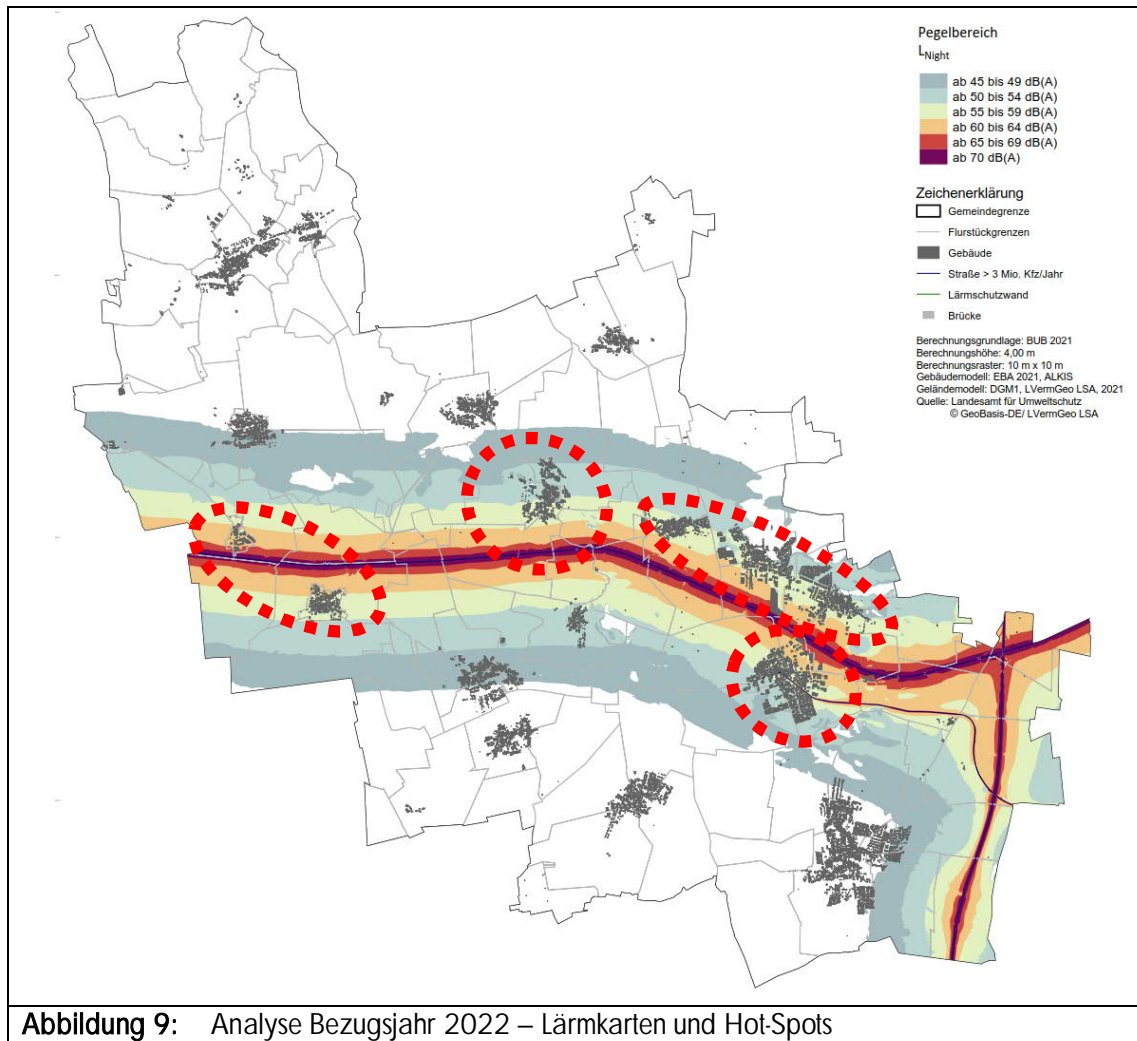 Pegelbereich
LNight
ab 45 bis 49 dB(A)
ab 50 bis 54 dB(A)
ab 55 bis 59 dB(A)
ab 60 bis 64 dB(A)
ab 65 bis 69 dB(A)
ab 70 dB(A)
Zeichenerklärung
Gemeindegrenze
Flurstückgrenzen
Gebäude
Straße > 3 Mio. Kfz/Jahr
Lärmschutzwand
Brücke
Berechnungsgrundlage: BUB 2021
Berechnungshöhe: 4,00 m
Berechnungsraster: 10 m x 10 m
Gebäudemodell: EBA 2021, ALKIS
Geländemodell: DGM1, LVermGeo LSA, 2021
Quelle: Landesamt für Umweltschutz
© GeoBasis-DE/ LVermGeo LSA
Abbildung 9: Analyse Bezugsjahr 2022 – Lärmkarten und Hot-Spots